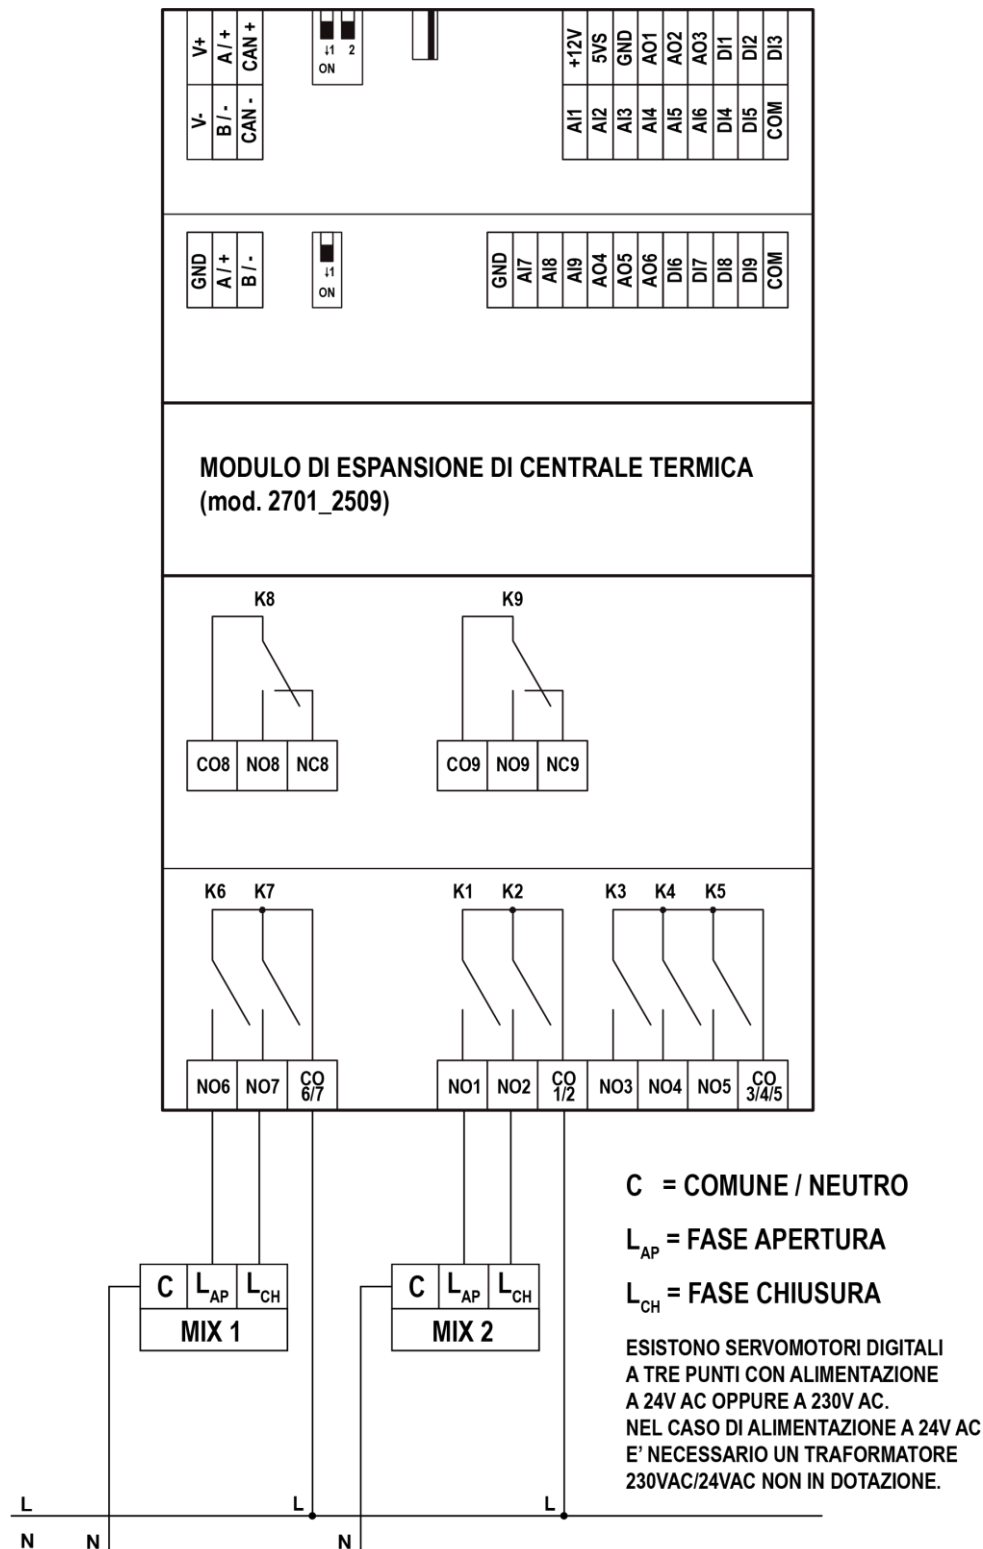 V+ A / + CAN +
V- B / - CAN -
↓1 2
ON
+12V 5VS GND AO1 AO2 AO3 DI1 DI2 DI3
AI1 AI2 AI3 AI4 AI5 AI6 DI4 DI5 COM
GND A / + B / -
↓1
ON
GND AI7 AI8 AI9 AO4 AO5 AO6 DI6 DI7 DI8 DI9 COM
MODULO DI ESPANSIONE DI CENTRALE TERMICA
(mod. 2701_2509)
K8 K9
CO8 NO8 NC8 CO9 NO9 NC9
K6 K7 K1 K2 K3 K4 K5
NO6 NO7 CO 6/7 NO1 NO2 CO 1/2 NO3 NO4 NO5 CO 3/4/5
C = COMUNE / NEUTRO
LAP = FASE APERTURA
LCH = FASE CHIUSURA
C LAP LCH
MIX 1
C LAP LCH
MIX 2
ESISTONO SERVOMOTORI DIGITALI
A TRE PUNTI CON ALIMENTAZIONE
A 24V AC OPPURE A 230V AC.
NEL CASO DI ALIMENTAZIONE A 24V AC
E' NECESSARIO UN TRAFORMATORE
230VAC/24VAC NON IN DOTAZIONE.
L L L
N N N